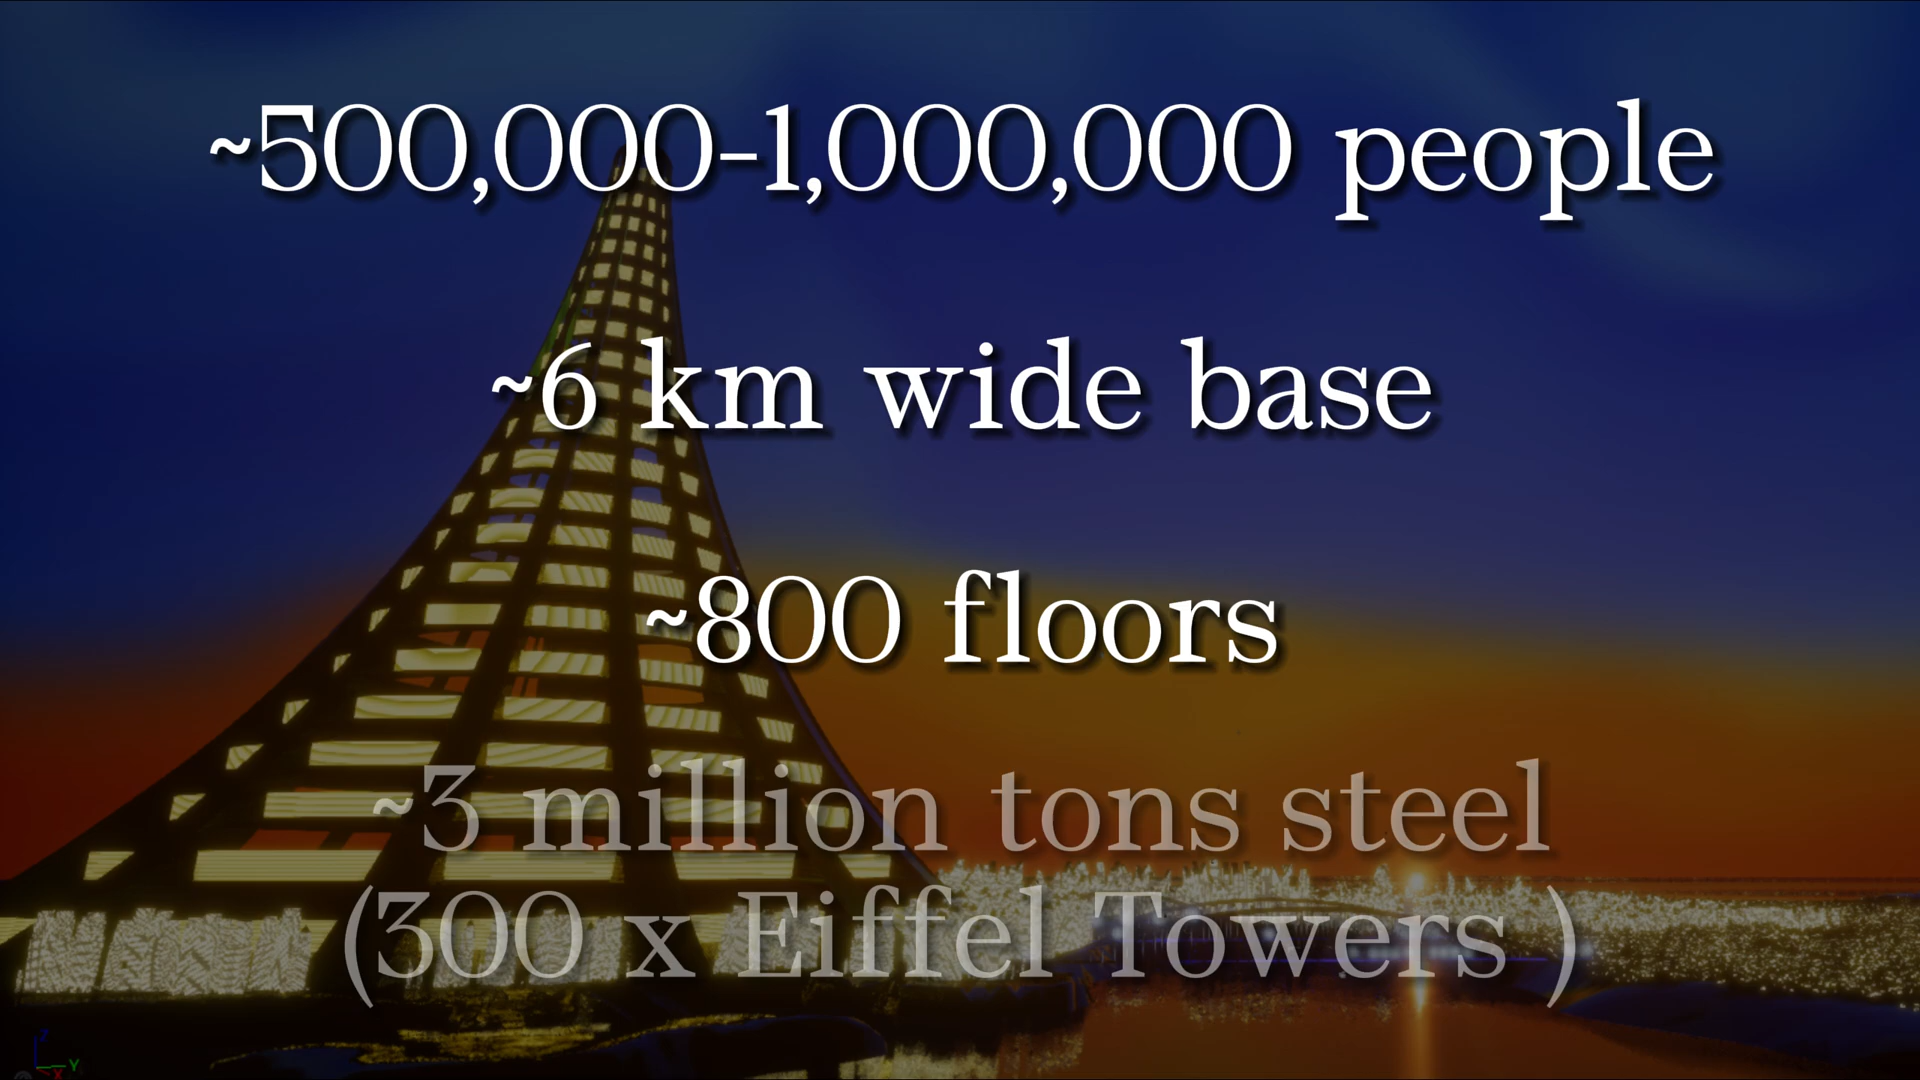 ~500,000-1,000,000 people
~6 km wide base
~800 floors
~3 million tons steel
(300 x Eiffel Towers )
Z
Y
X